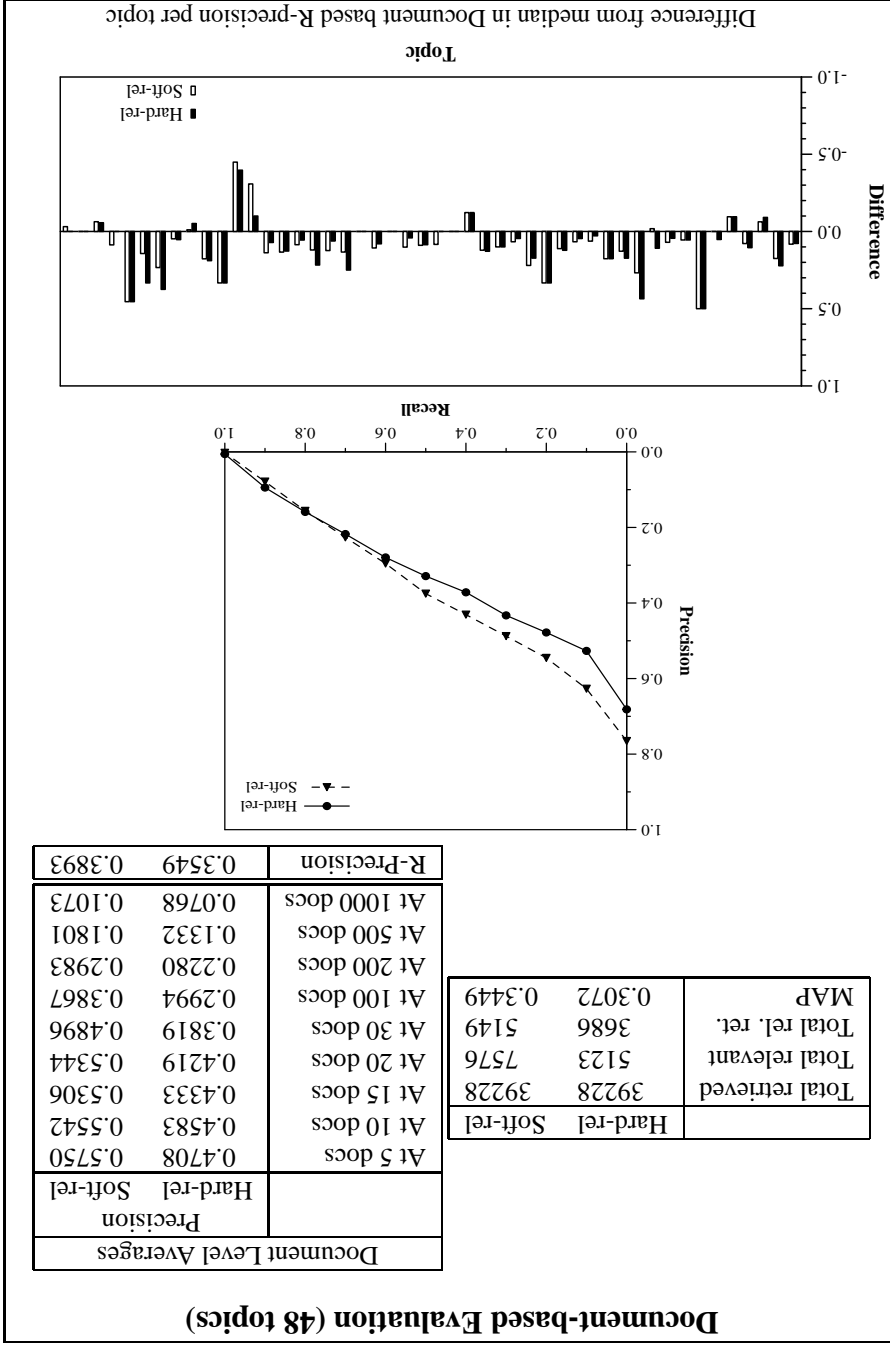 Document-based Evaluation (48 topics)
Hard-rel Soft-rel
Total retrieved 39228 39228
Total relevant 5123 7576
Total rel. ret. 3686 5149
MAP 0.3072 0.3449
Document Level Averages
Precision
Hard-rel Soft-rel
At 5 docs 0.4708 0.5750
At 10 docs 0.4583 0.5542
At 15 docs 0.4333 0.5306
At 20 docs 0.4219 0.5344
At 30 docs 0.3819 0.4896
At 100 docs 0.2994 0.3867
At 200 docs 0.2280 0.2983
At 500 docs 0.1332 0.1801
At 1000 docs 0.0768 0.1073
R-Precision 0.3549 0.3893
1.0
0.8
0.6
0.4
0.2
0.0
Precision
Hard-rel
Soft-rel
0.0 0.2 0.4 0.6 0.8 1.0
Recall
1.0
0.5
0.0
-0.5
-1.0
Difference
Hard-rel
Soft-rel
Topic
Difference from median in Document based R-precision per topic